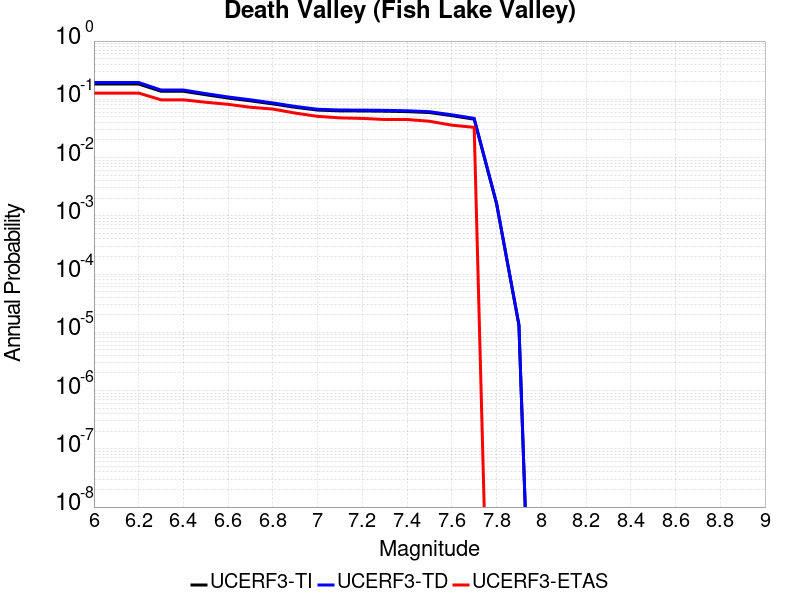 Death Valley (Fish Lake Valley)
10^0
10^-1
10^-2
10^-3
10^-4
10^-5
10^-6
10^-7
10^-8
Annual Probability
6 6.2 6.4 6.6 6.8 7 7.2 7.4 7.6 7.8 8 8.2 8.4 8.6 8.8 9
Magnitude
UCERF3-TI UCERF3-TD UCERF3-ETAS